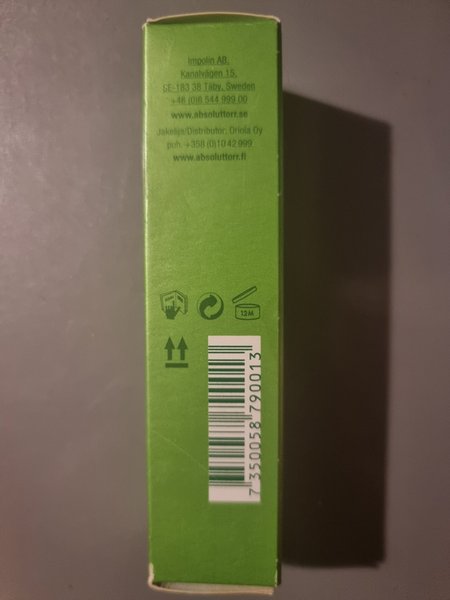 Impolin AB.
Kanalvägen 15,
SE-183 38 Täby, Sweden
+46 (0)8 544 999 00
www.absoluttorr.se
Jakelija/Distributor: Oriola Oy
puh. +358 (0)10 42 999
www.absoluttorr.fi
12M
7 350058 790013